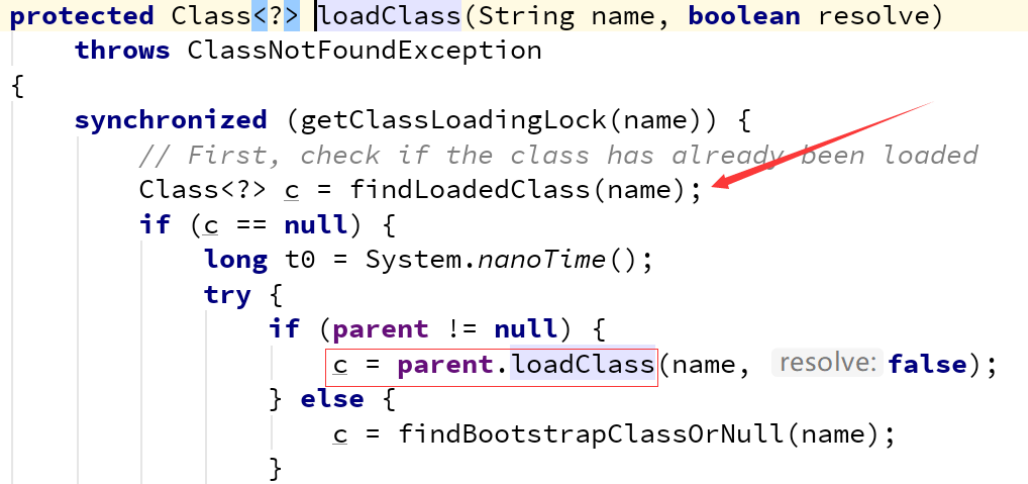 protected Class<?> loadClass(String name, boolean resolve)
    throws ClassNotFoundException
{
    synchronized (getClassLoadingLock(name)) {
        // First, check if the class has already been loaded
        Class<?> c = findLoadedClass(name);
        if (c == null) {
            long t0 = System.nanoTime();
            try {
                if (parent != null) {
                    c = parent.loadClass(name, resolve: false);
                } else {
                    c = findBootstrapClassOrNull(name);
                }